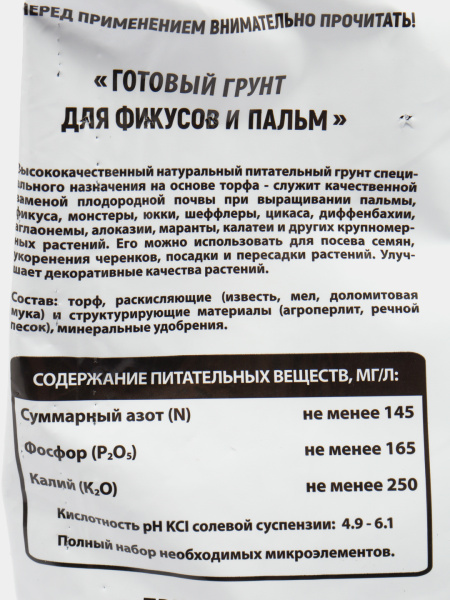 ПЕРЕД ПРИМЕНЕНИЕМ ВНИМАТЕЛЬНО ПРОЧИТАТЬ!
«ГОТОВЫЙ ГРУНТ
ДЛЯ ФИКУСОВ И ПАЛЬМ»
Высококачественный натуральный питательный грунт специ-
ального назначения на основе торфа - служит качественной
заменой плодородной почвы при выращивании пальмы,
фикуса, монстеры, юкки, шеффлеры, цикаса, диффенбахии,
аглаонемы, алоказии, маранты, калатеи и других крупномер-
ных растений. Его можно использовать для посева семян,
укоренения черенков, посадки и пересадки растений. Улуч-
шает декоративные качества растений.
Состав: торф, раскисляющие (известь, мел, доломитовая
мука) и структурирующие материалы (агроперлит, речной
песок), минеральные удобрения.
СОДЕРЖАНИЕ ПИТАТЕЛЬНЫХ ВЕЩЕСТВ, МГ/Л:
Суммарный азот (N) не менее 145
Фосфор (P₂O₅) не менее 165
Калий (K₂O) не менее 250
Кислотность pH KCl солевой суспензии: 4.9 - 6.1
Полный набор необходимых микроэлементов.